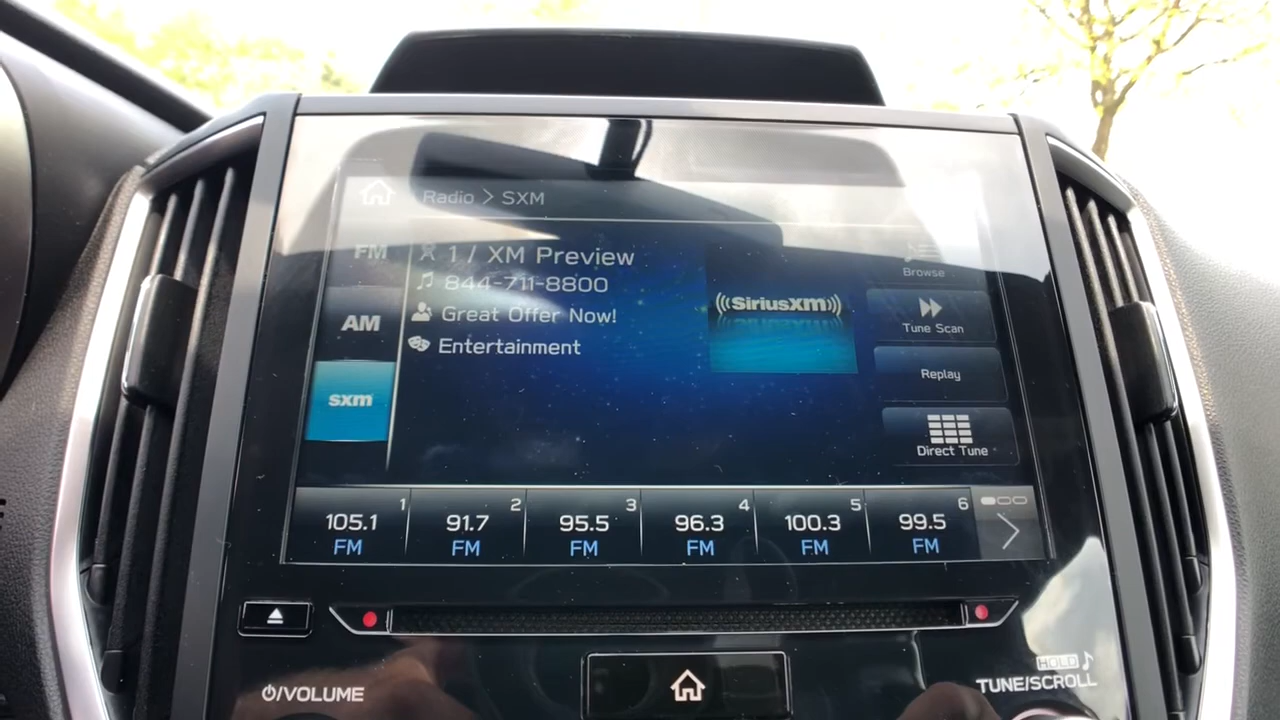 Radio > SXM
FM
AM
sxm
1 / XM Preview
844-711-8800
Great Offer Now!
Entertainment
((SiriusXM))
Browse
Tune Scan
Replay
Direct Tune
1
105.1
FM
2
91.7
FM
3
95.5
FM
4
96.3
FM
5
100.3
FM
6
99.5
FM
/VOLUME
HOLD
TUNE/SCROLL